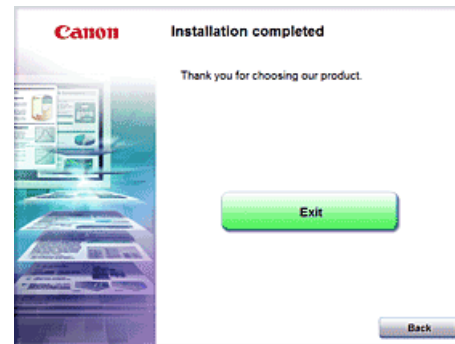 Canon
Installation completed
Thank you for choosing our product.
Exit
Back